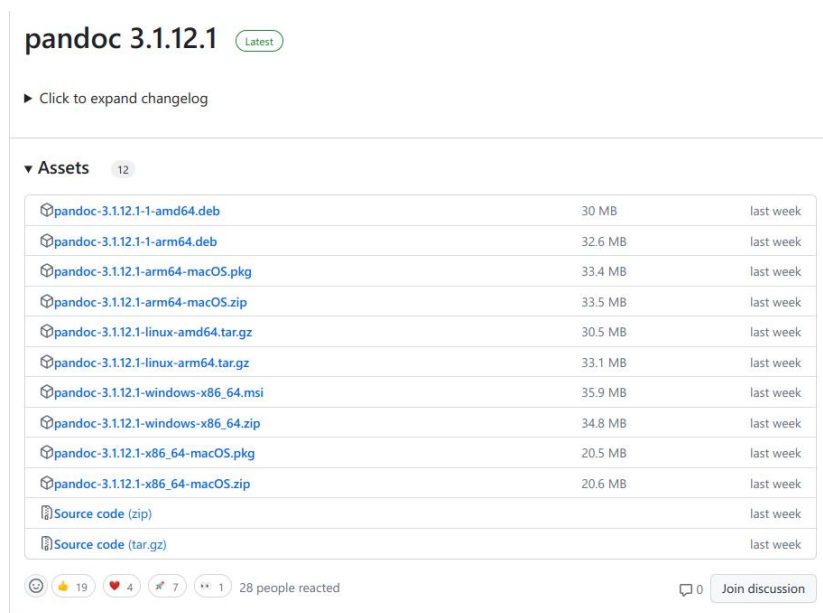 pandoc 3.1.12.1 Latest
Click to expand changelog
Assets 12
pandoc-3.1.12.1-1-amd64.deb 30 MB last week
pandoc-3.1.12.1-1-arm64.deb 32.6 MB last week
pandoc-3.1.12.1-arm64-macOS.pkg 33.4 MB last week
pandoc-3.1.12.1-arm64-macOS.zip 33.5 MB last week
pandoc-3.1.12.1-linux-amd64.tar.gz 30.5 MB last week
pandoc-3.1.12.1-linux-arm64.tar.gz 33.1 MB last week
pandoc-3.1.12.1-windows-x86_64.msi 35.9 MB last week
pandoc-3.1.12.1-windows-x86_64.zip 34.8 MB last week
pandoc-3.1.12.1-x86_64-macOS.pkg 20.5 MB last week
pandoc-3.1.12.1-x86_64-macOS.zip 20.6 MB last week
Source code (zip) last week
Source code (tar.gz) last week
19 4 7 1 28 people reacted 0 Join discussion